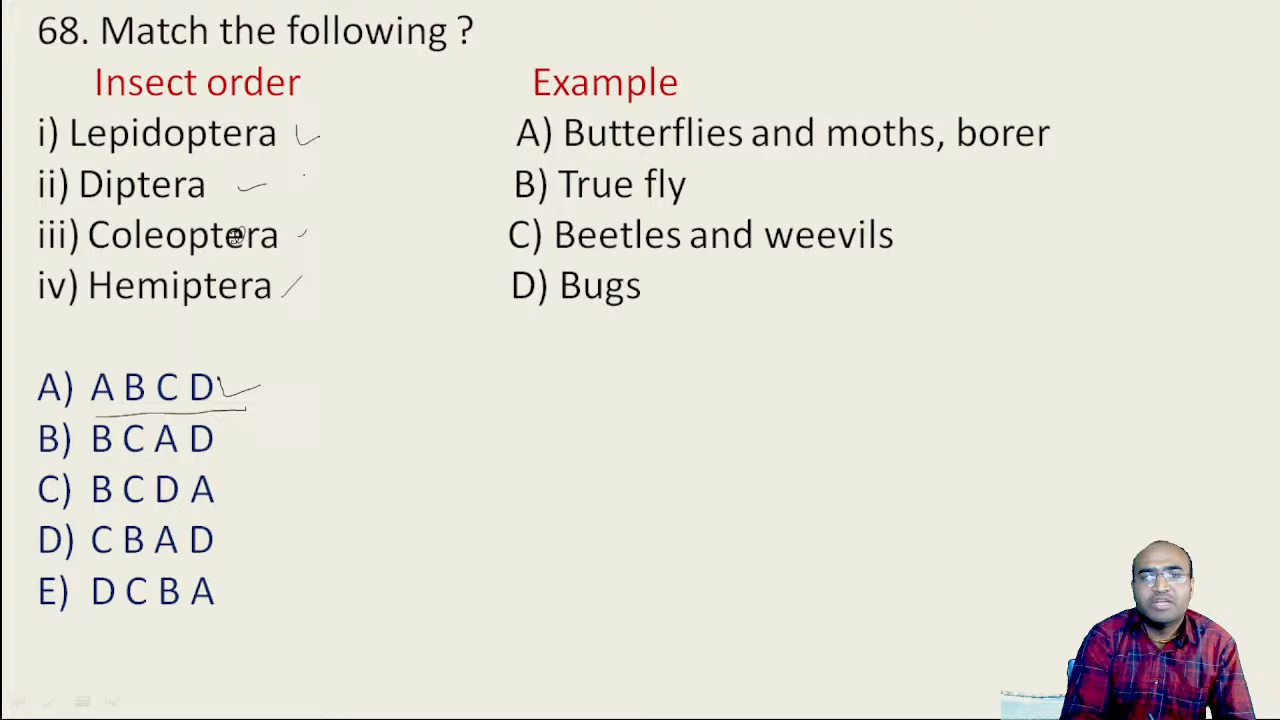 68. Match the following ?
Insect order Example
i) Lepidoptera A) Butterflies and moths, borer
ii) Diptera B) True fly
iii) Coleoptera C) Beetles and weevils
iv) Hemiptera D) Bugs
A) A B C D
B) B C A D
C) B C D A
D) C B A D
E) D C B A